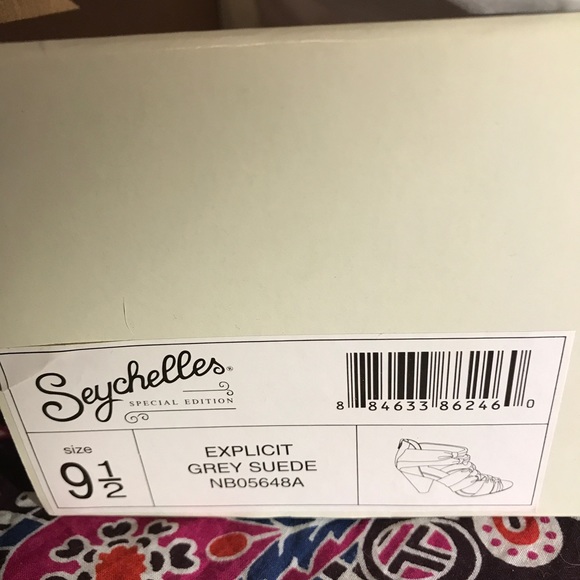 Seychelles®
SPECIAL EDITION
8 84633 86246 0
size
9 1/2
EXPLICIT
GREY SUEDE
NB05648A